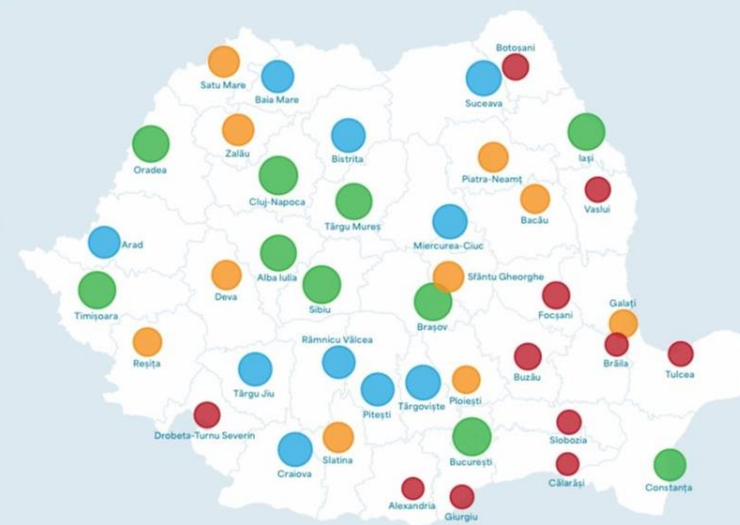 Botoșani
Satu Mare
Baia Mare
Suceava
Zalău
Bistrita
Iași
Oradea
Piatra-Neamț
Cluj-Napoca
Vaslui
Târgu Mureș
Bacău
Arad
Miercurea-Ciuc
Alba Iulia
Sfântu Gheorghe
Deva
Sibiu
Galați
Timișoara
Focșani
Brașov
Râmnicu Vâlcea
Reșița
Brăila
Tulcea
Buzău
Târgu Jiu
Târgoviște
Ploiești
Pitești
Drobeta-Turnu Severin
Slobozia
Slatina
București
Craiova
Călărași
Constanța
Alexandria
Giurgiu